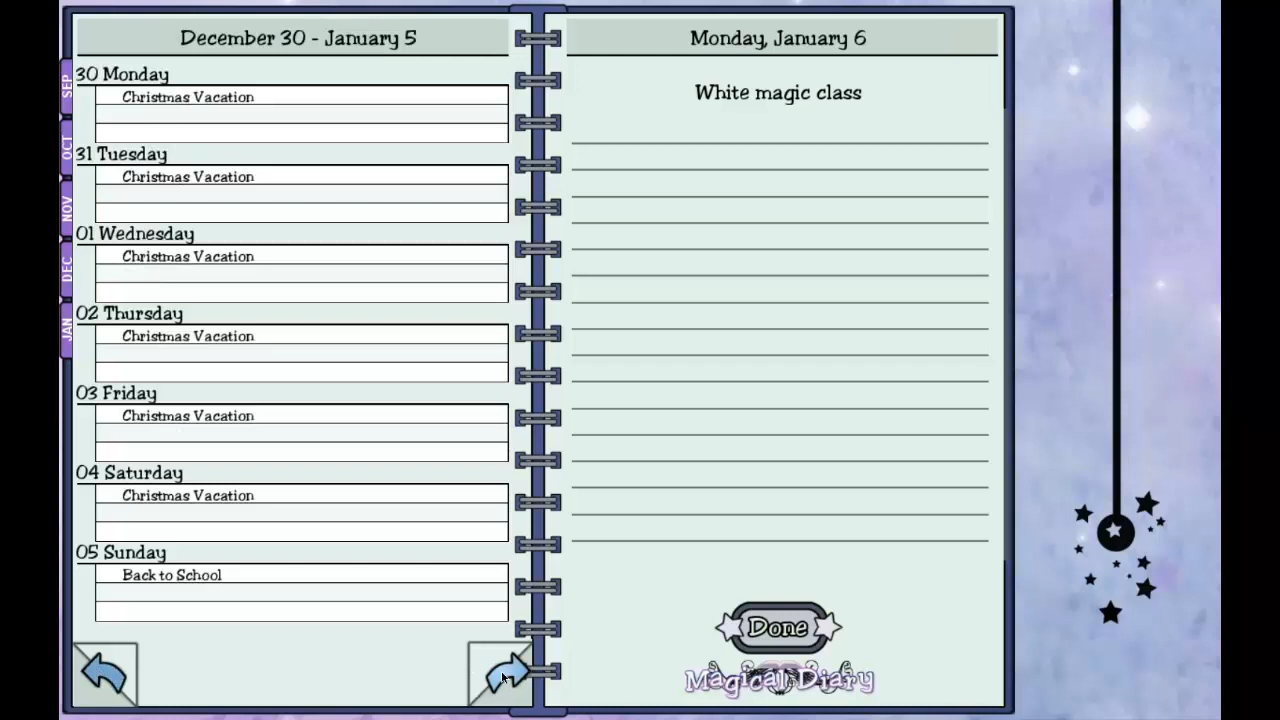 December 30 - January 5
SEP
OCT
NOV
DEC
JAN
30 Monday
Christmas Vacation
31 Tuesday
Christmas Vacation
01 Wednesday
Christmas Vacation
02 Thursday
Christmas Vacation
03 Friday
Christmas Vacation
04 Saturday
Christmas Vacation
05 Sunday
Back to School
Monday, January 6
White magic class
Done
Magical Diary